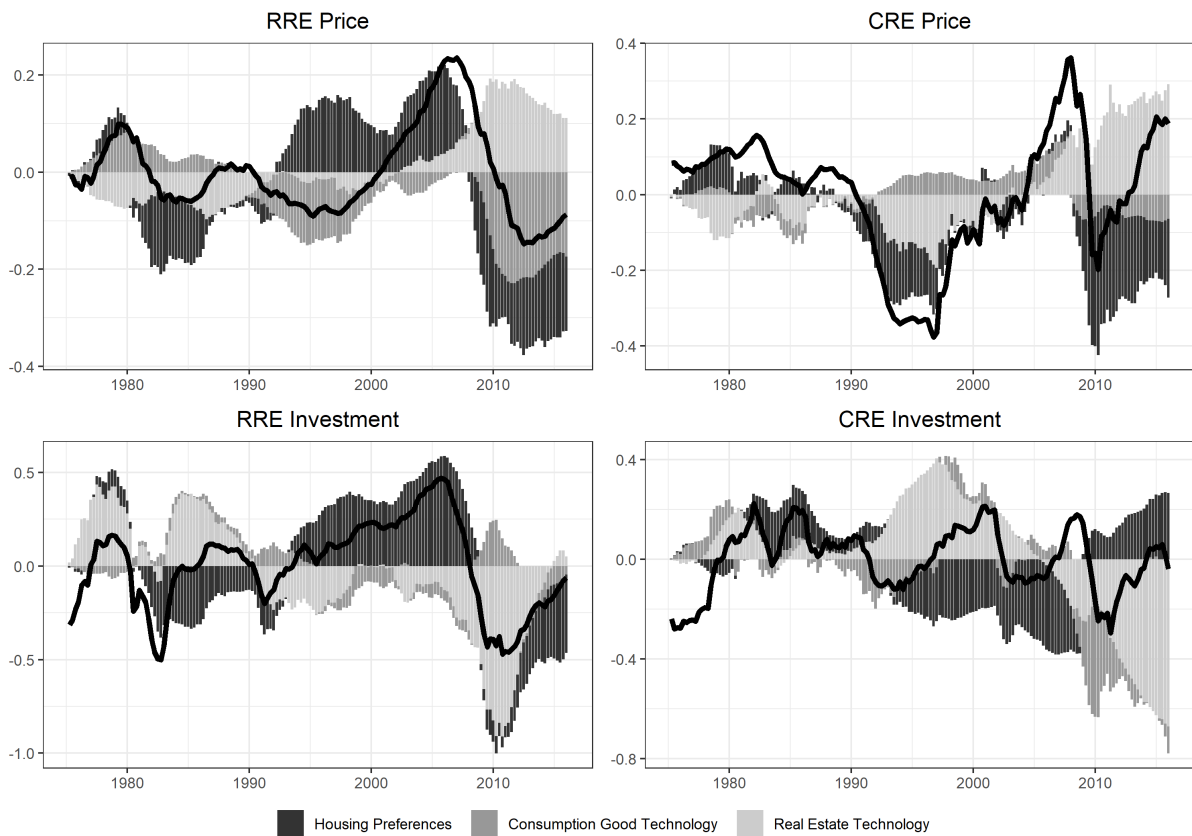 RRE Price
CRE Price
0.2
0.0
-0.2
-0.4
1980 1990 2000 2010
0.4
0.2
0.0
-0.2
-0.4
1980 1990 2000 2010
RRE Investment
CRE Investment
0.5
0.0
-0.5
-1.0
1980 1990 2000 2010
0.4
0.0
-0.4
-0.8
1980 1990 2000 2010
Housing Preferences Consumption Good Technology Real Estate Technology